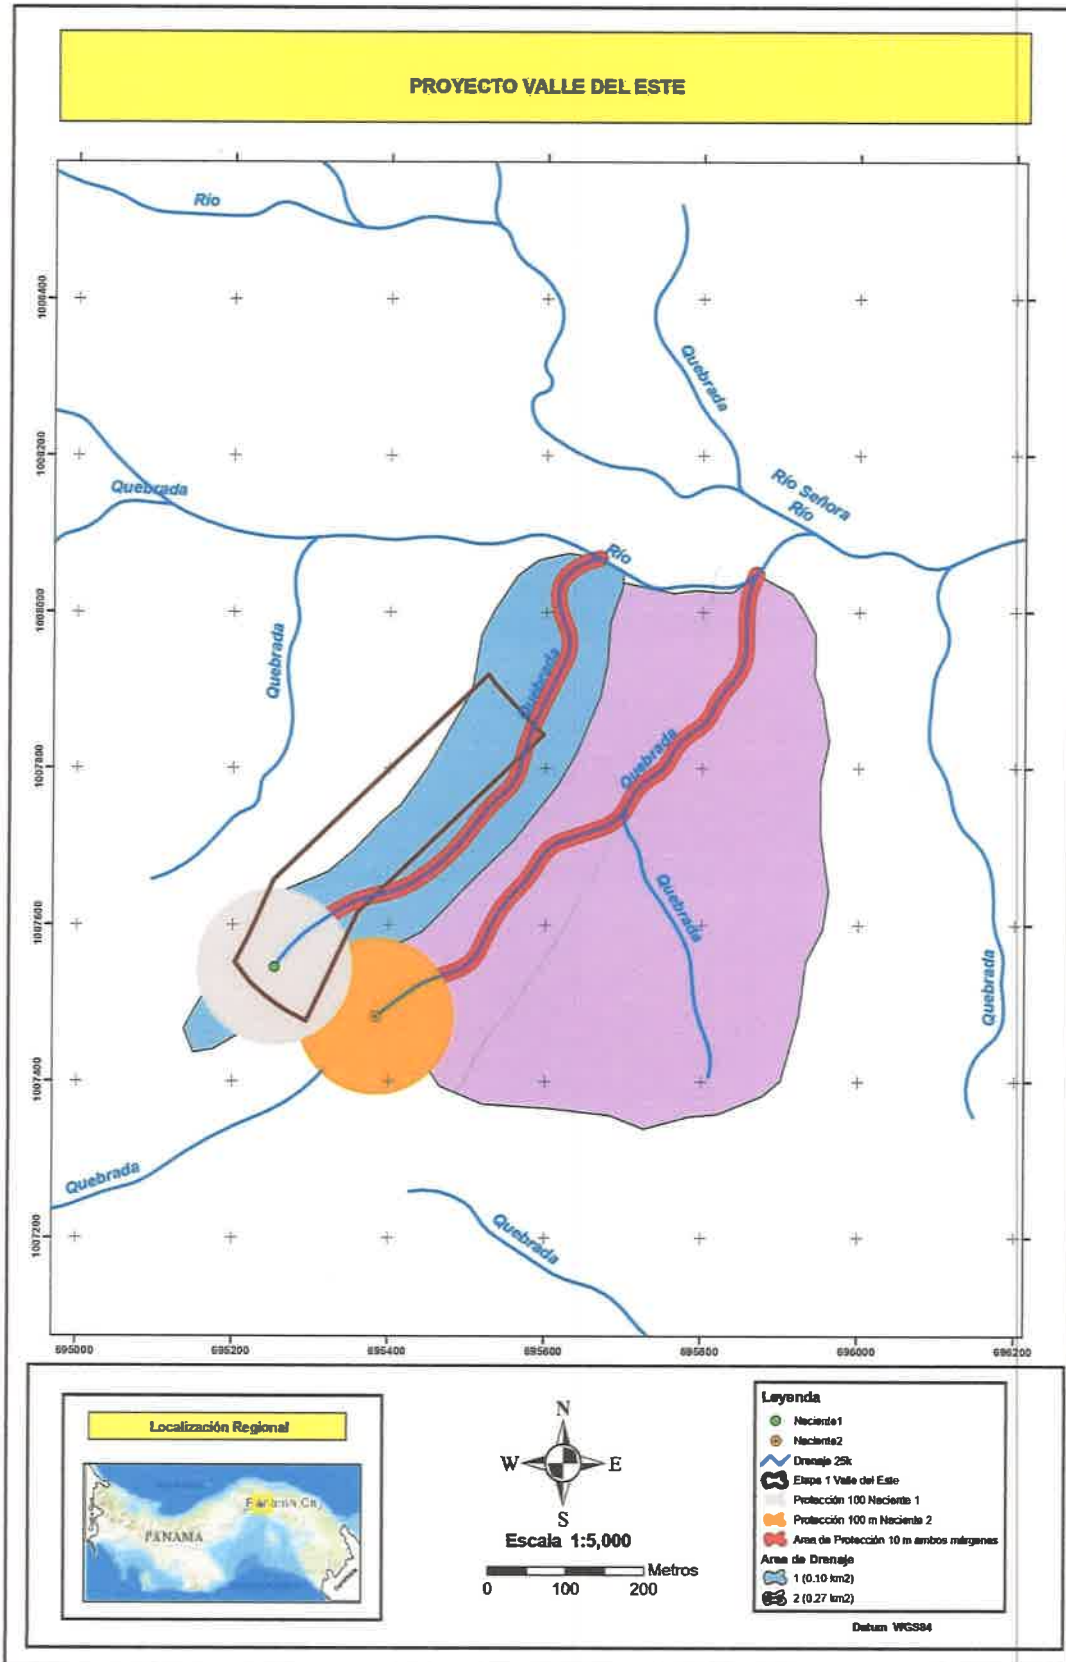 PROYECTO VALLE DEL ESTE
Río
1008400
Quebrada
1008200
Quebrada
Río Señora
Río
Río
1008000
Quebrada
Quebrada
1007800
Quebrada
1007600
Quebrada
Quebrada
1007400
Quebrada
1007200
Quebrada
695000
695200
695400
695600
695800
696000
696200
Localización Regional
PANAMA
Panama City
N
W
E
S
Escala 1:5,000
Metros
0
100
200
Leyenda
Naciente1
Naciente2
Drenaje 25k
Etapa 1 Valle del Este
Protección 100 Naciente 1
Protección 100 m Naciente 2
Area de Protección 10 m ambos márgenes
Area de Drenaje
1 (0.10 km2)
2 (0.27 km2)
Datum WGS84